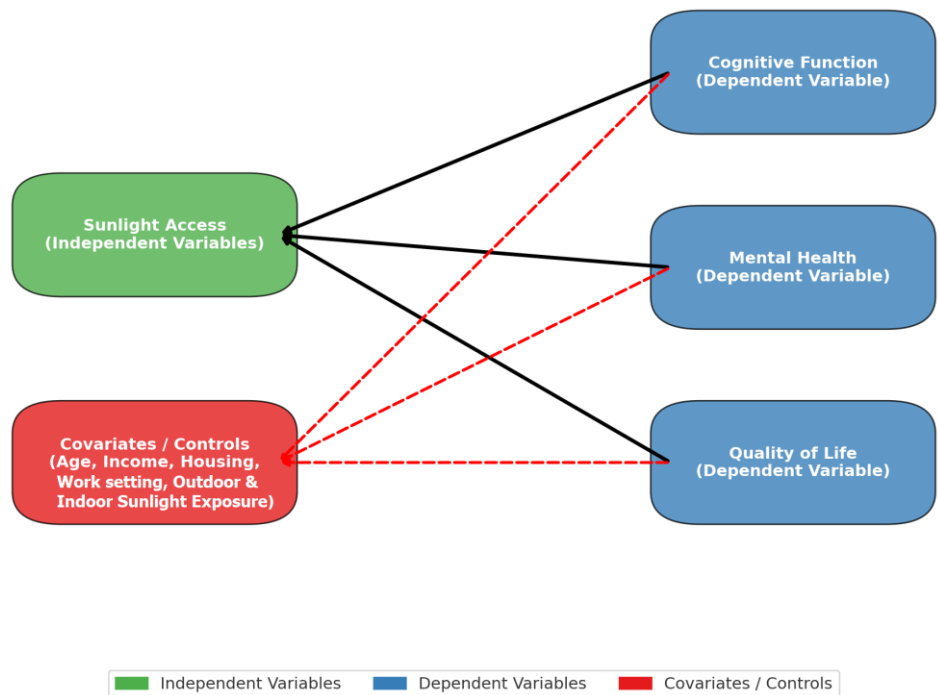 Cognitive Function
(Dependent Variable)
Sunlight Access
(Independent Variables)
Mental Health
(Dependent Variable)
Covariates / Controls
(Age, Income, Housing,
Work setting, Outdoor &
Indoor Sunlight Exposure)
Quality of Life
(Dependent Variable)
Independent Variables
Dependent Variables
Covariates / Controls